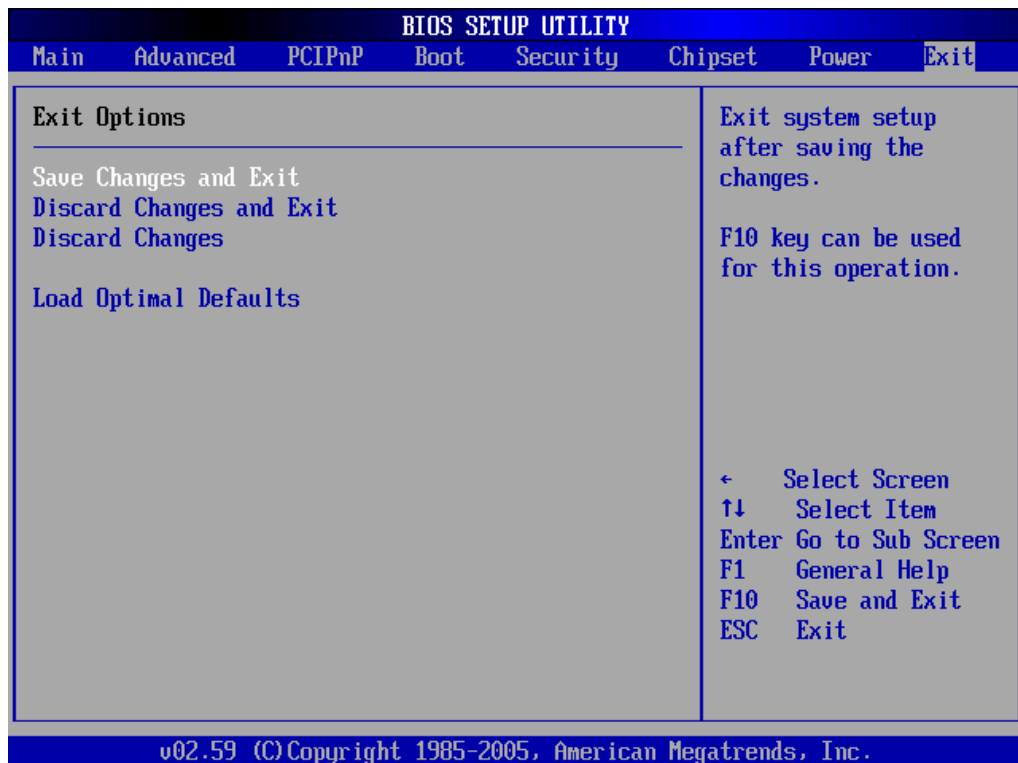 BIOS SETUP UTILITY
Main Advanced PCIPnP Boot Security Chipset Power Exit
Exit Options
Save Changes and Exit
Discard Changes and Exit
Discard Changes
Load Optimal Defaults
Exit system setup
after saving the
changes.
F10 key can be used
for this operation.
← Select Screen
↑↓ Select Item
Enter Go to Sub Screen
F1 General Help
F10 Save and Exit
ESC Exit
v02.59 (C)Copyright 1985-2005, American Megatrends, Inc.